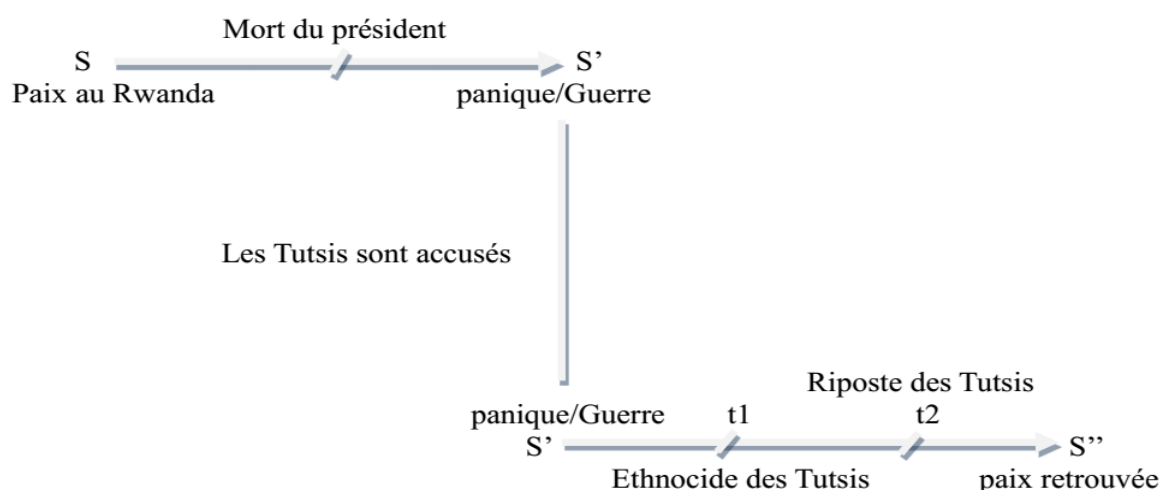 Mort du président
S S’
Paix au Rwanda panique/Guerre
Les Tutsis sont accusés
Riposte des Tutsis
panique/Guerre t1 t2
S’ S’’
Ethnocide des Tutsis paix retrouvée